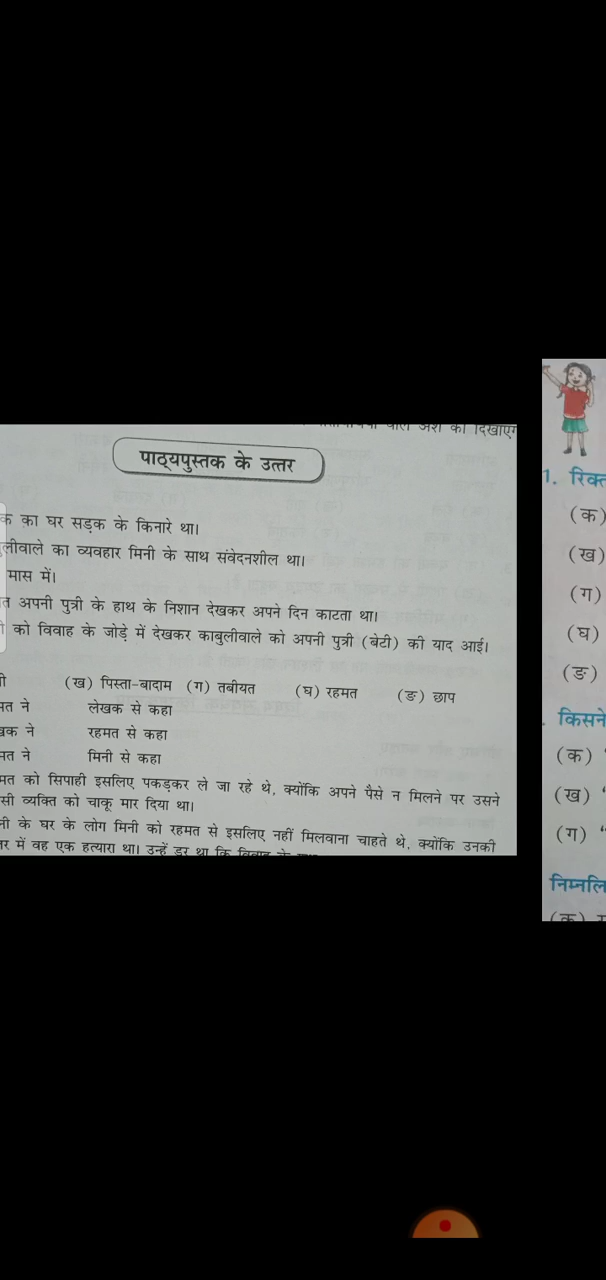 वाले अंश को दिखाएग
पाठ्यपुस्तक के उत्तर
क का घर सड़क के किनारे था।
लीवाले का व्यवहार मिनी के साथ संवेदनशील था।
मास में।
त अपनी पुत्री के हाथ के निशान देखकर अपने दिन काटता था।
को विवाह के जोड़े में देखकर काबुलीवाले को अपनी पुत्री (बेटी) की याद आई।
(ख) पिस्ता-बादाम (ग) तबीयत (घ) रहमत (ङ) छाप
मत ने लेखक से कहा
क ने रहमत से कहा
मत ने मिनी से कहा
मत को सिपाही इसलिए पकड़कर ले जा रहे थे, क्योंकि अपने पैसे न मिलने पर उसने
सी व्यक्ति को चाकू मार दिया था।
नी के घर के लोग मिनी को रहमत से इसलिए नहीं मिलवाना चाहते थे, क्योंकि उनकी
र में वह एक हत्यारा था। उन्हें डर था कि विवाह के
1. रिक्त
(क)
(ख)
(ग)
(घ)
(ङ)
. किसने
(क) "
(ख) "
(ग) "
निम्नलि
(क)